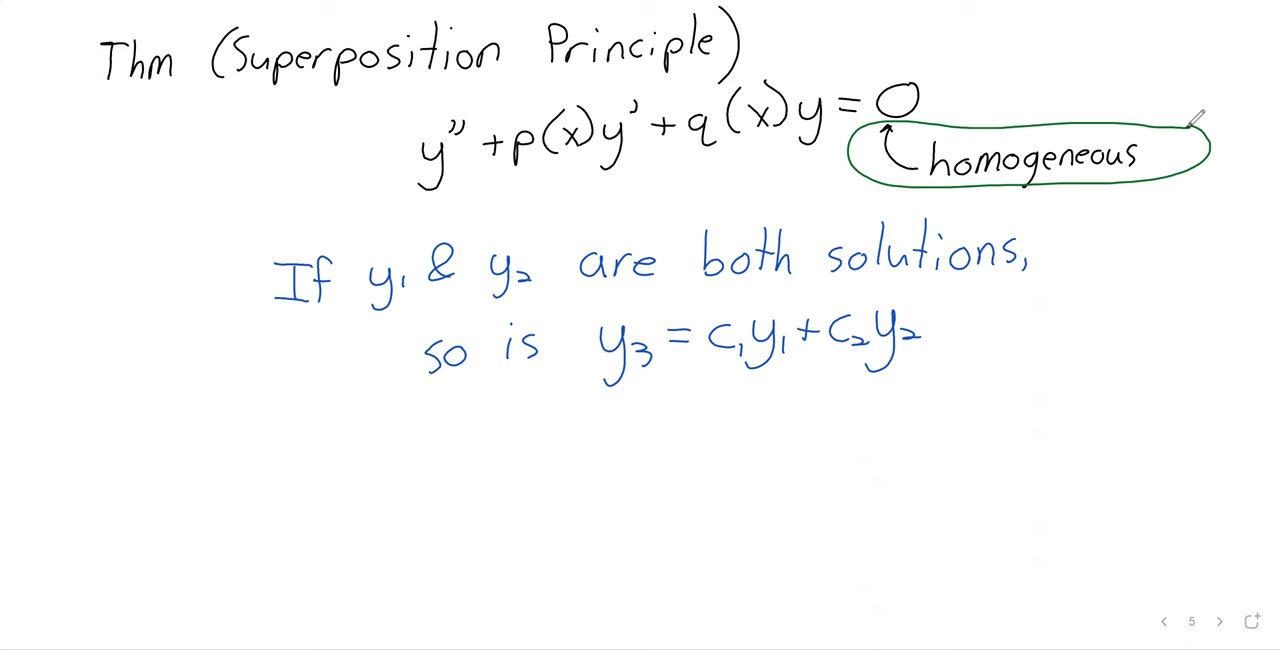 Thm (Superposition Principle)
y'' + p(x)y' + q(x)y = 0
homogeneous
If y₁ & y₂ are both solutions,
so is y₃ = c₁y₁ + c₂y₂
< 5 >